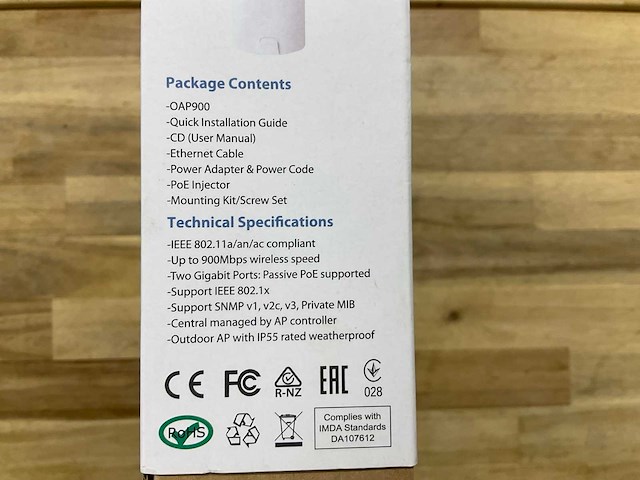 Package Contents
-OAP900
-Quick Installation Guide
-CD (User Manual)
-Ethernet Cable
-Power Adapter & Power Code
-PoE Injector
-Mounting Kit/Screw Set
Technical Specifications
-IEEE 802.11a/an/ac compliant
-Up to 900Mbps wireless speed
-Two Gigabit Ports: Passive PoE supported
-Support IEEE 802.1x
-Support SNMP v1, v2c, v3, Private MIB
-Central managed by AP controller
-Outdoor AP with IP55 rated weatherproof
CE FC R-NZ EAC 028
RoHS
Complies with
IMDA Standards
DA107612